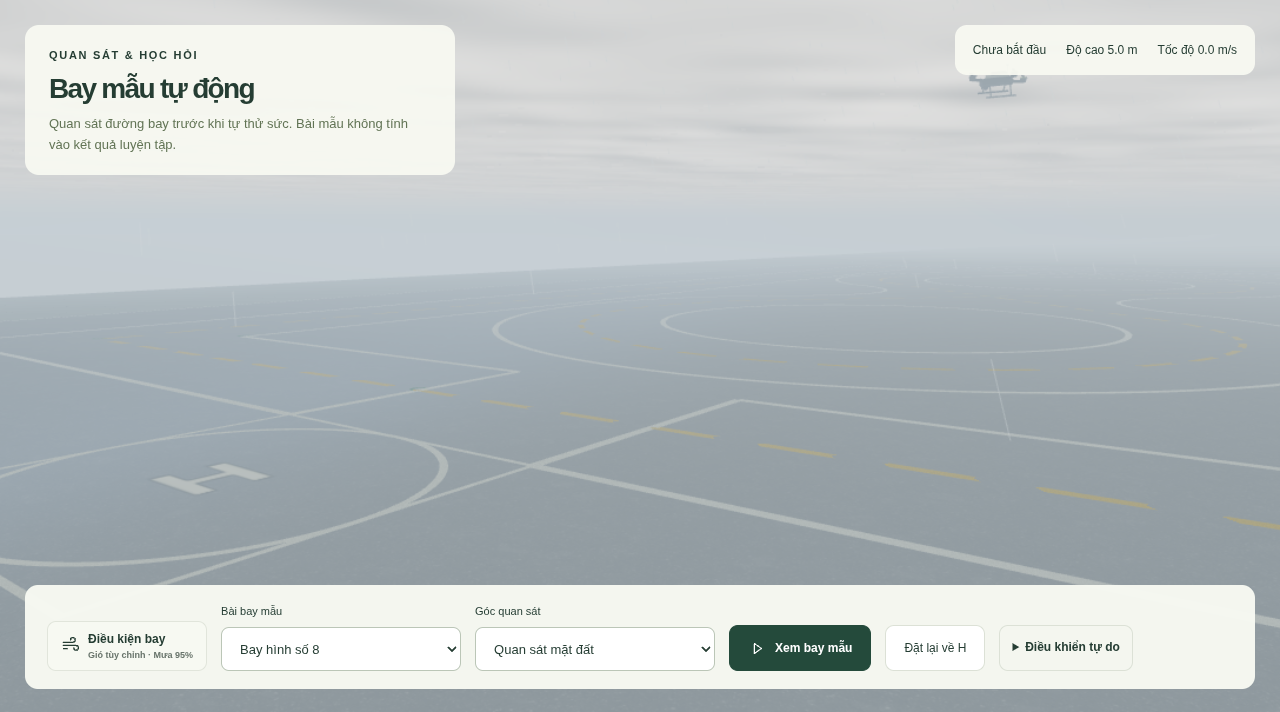 QUAN SÁT & HỌC HỎI
Bay mẫu tự động
Quan sát đường bay trước khi tự thử sức. Bài mẫu không tính
vào kết quả luyện tập.
Chưa bắt đầu Độ cao 5.0 m Tốc độ 0.0 m/s
H
Điều kiện bay
Gió tùy chỉnh · Mưa 95%
Bài bay mẫu
Bay hình số 8
Góc quan sát
Quan sát mặt đất
Xem bay mẫu
Đặt lại về H
Điều khiển tự do